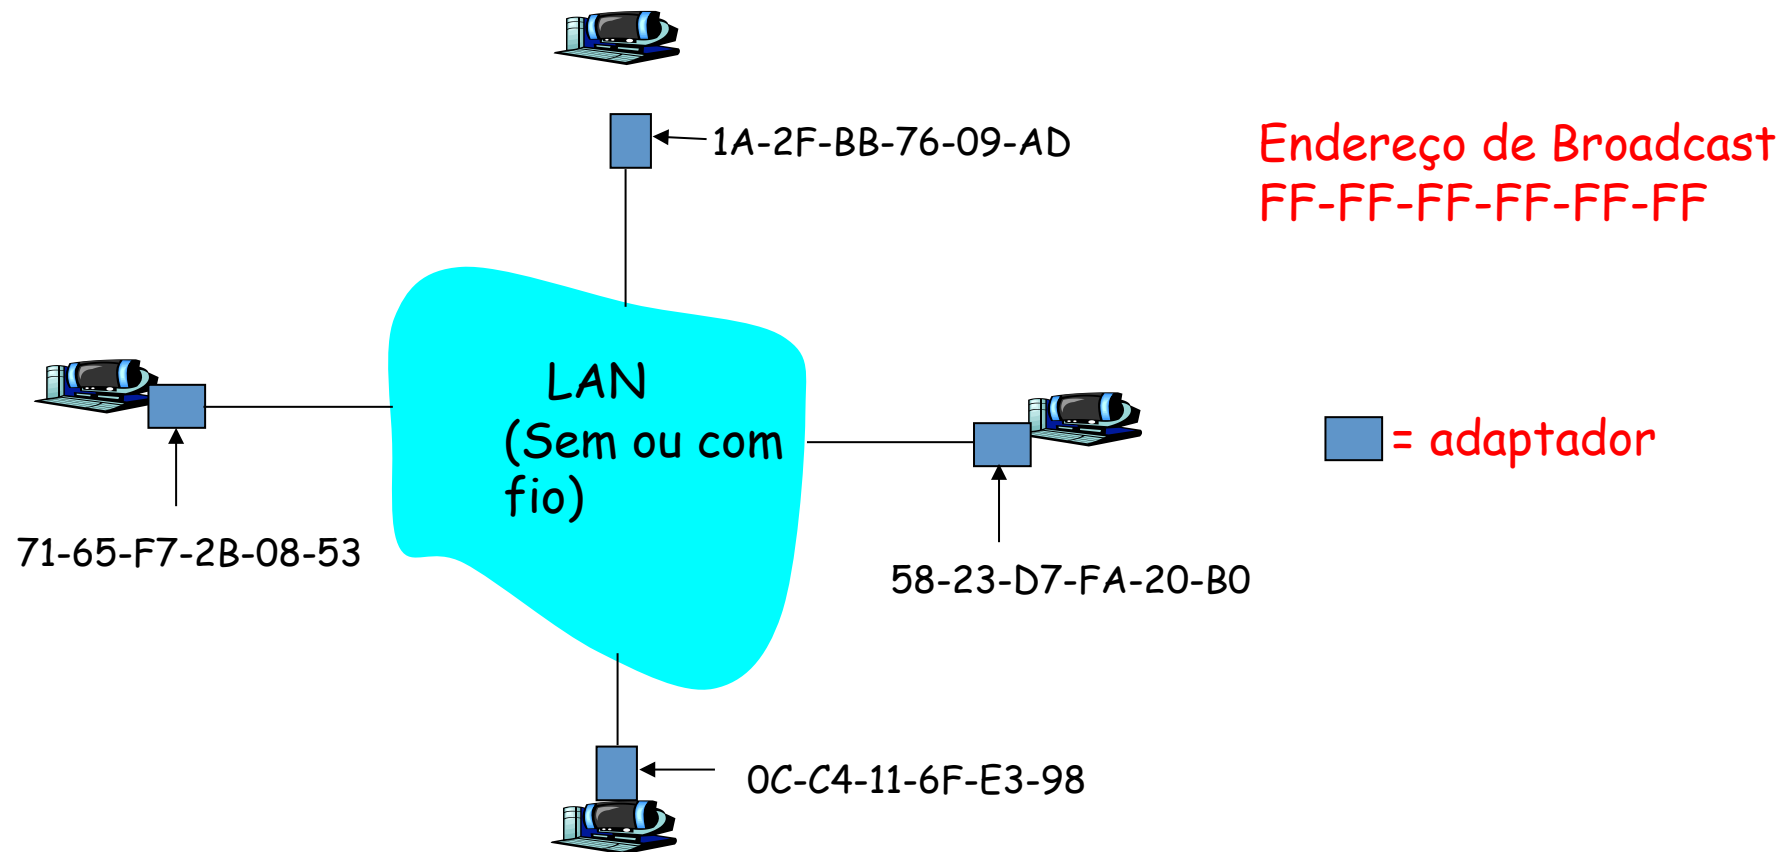 1A-2F-BB-76-09-AD
Endereço de Broadcast
FF-FF-FF-FF-FF-FF
LAN
(Sem ou com
fio)
= adaptador
71-65-F7-2B-08-53
58-23-D7-FA-20-B0
0C-C4-11-6F-E3-98